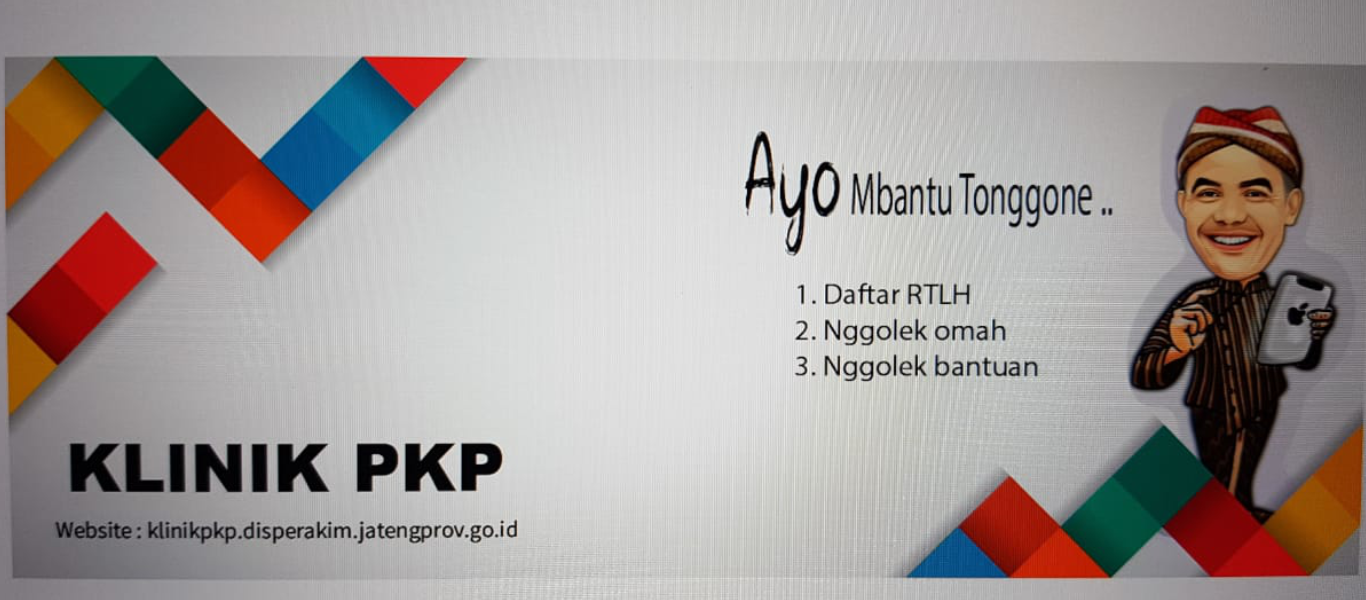 Ayo Mbantu Tonggone ..
1. Daftar RTLH
2. Nggolek omah
3. Nggolek bantuan
KLINIK PKP
Website : klinikpkp.disperakim.jatengprov.go.id